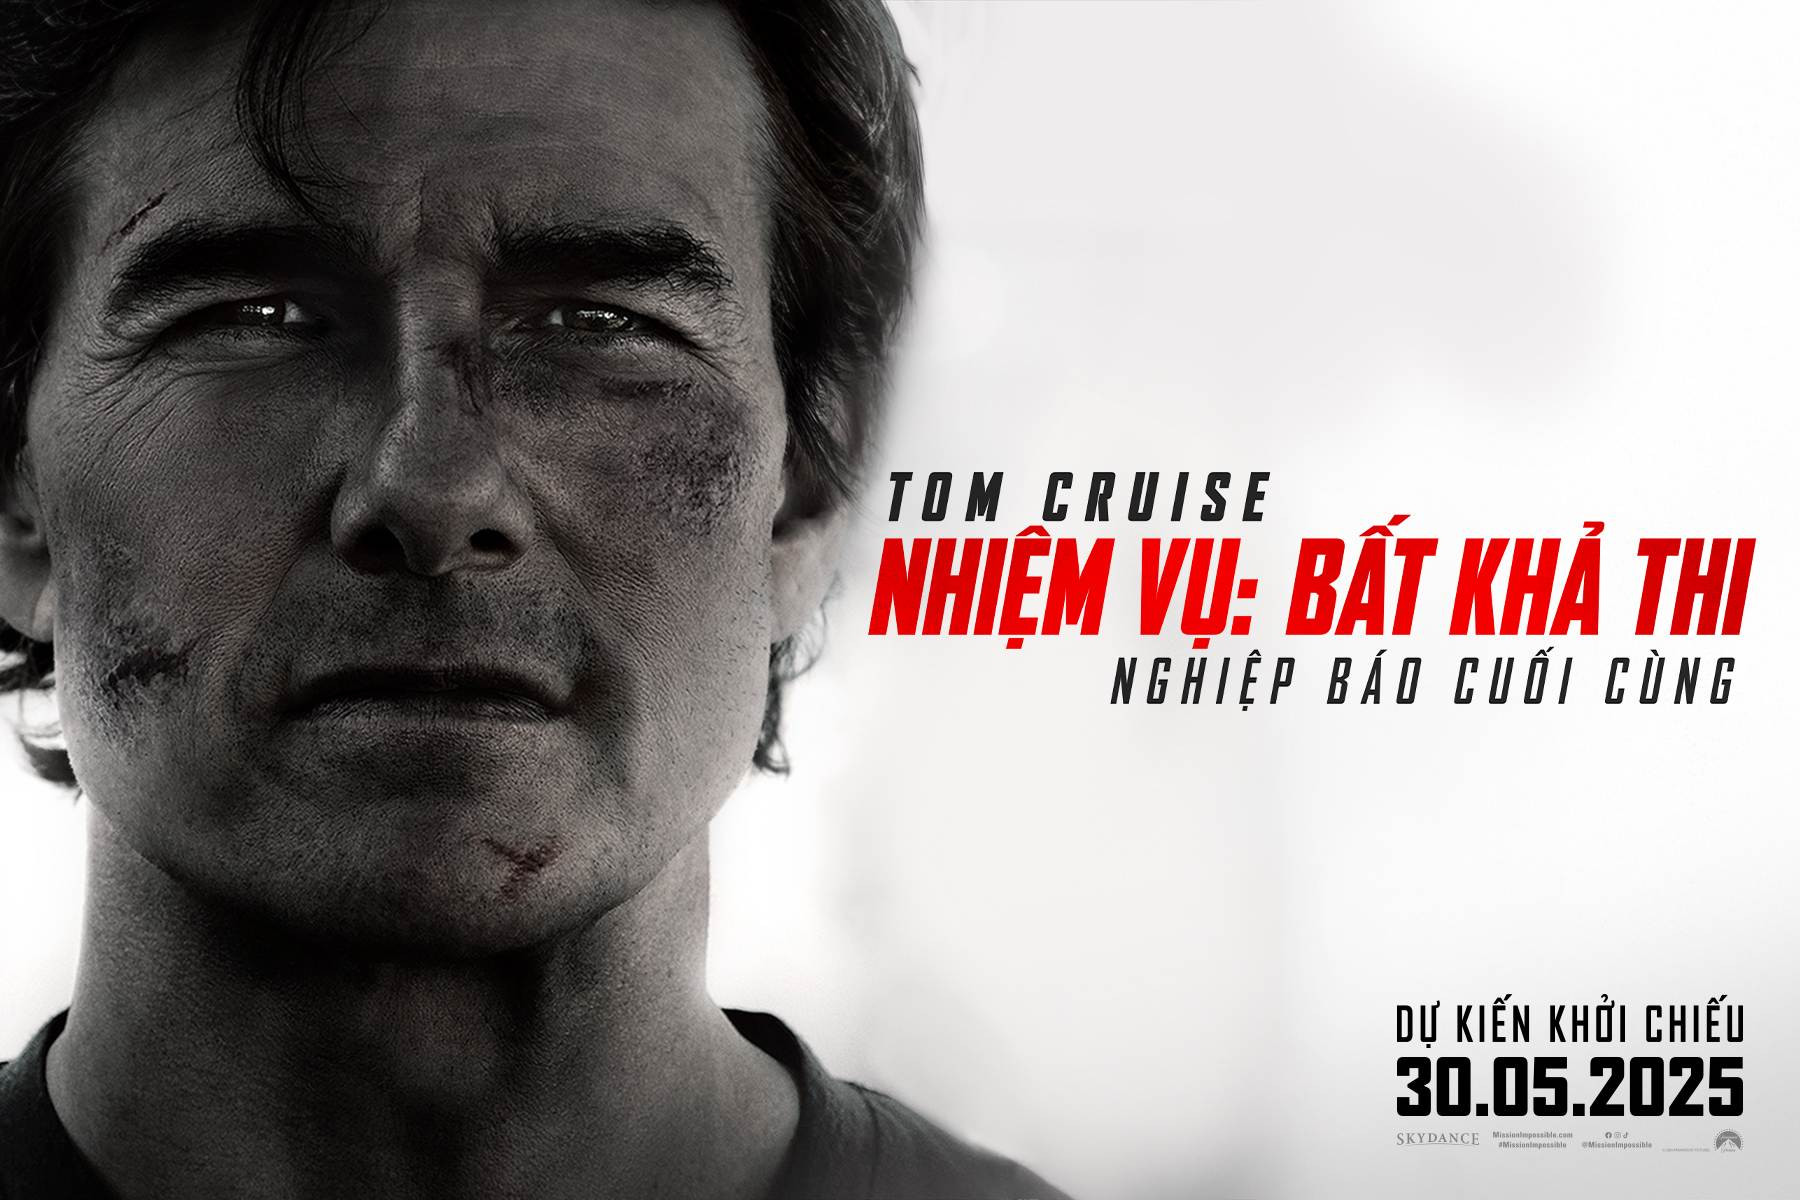 TOM CRUISE
NHIỆM VỤ: BẤT KHẢ THI
NGHIỆP BÁO CUỐI CÙNG
DỰ KIẾN KHỞI CHIẾU
30.05.2025
SKYDANCE
MissionImpossible.com
#MissionImpossible
@MissionImpossible